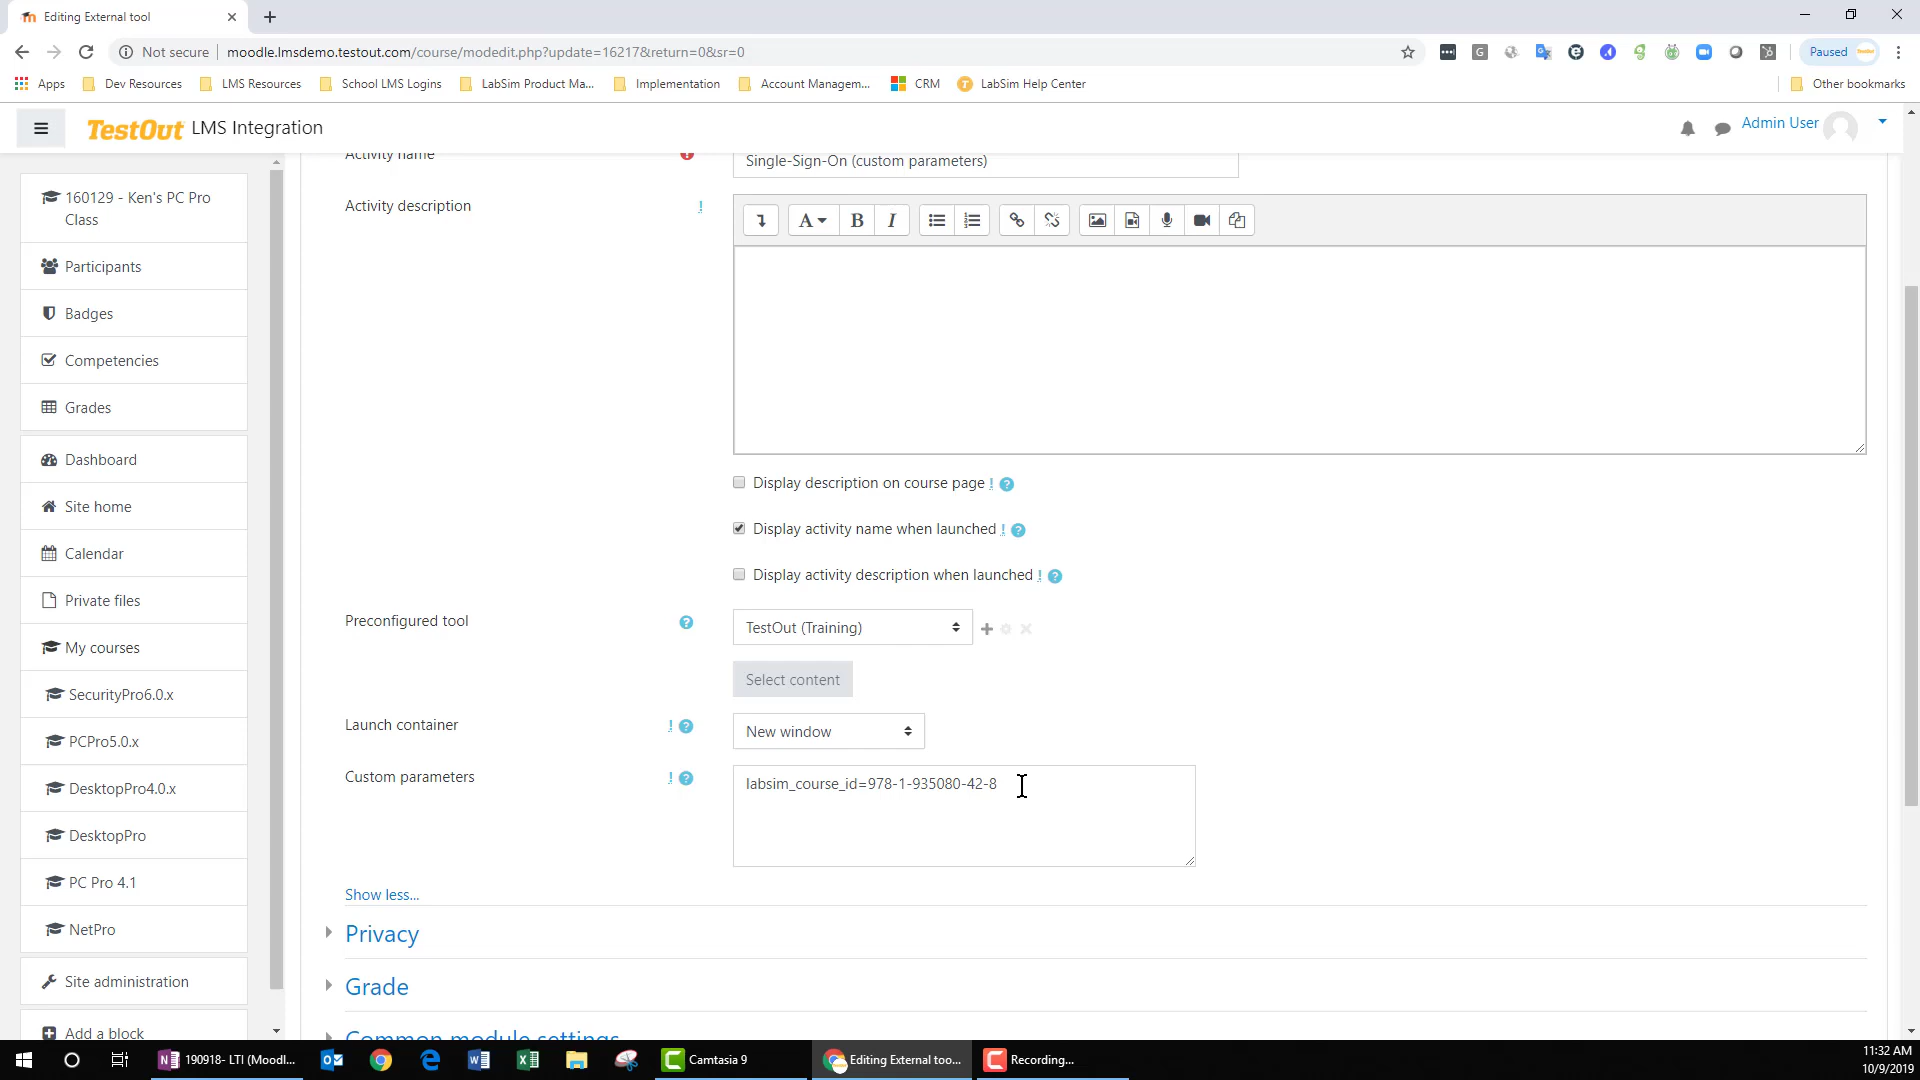 Editing External tool
Not secure
moodle.lmsdemo.testout.com/course/modedit.php?update=16217&return=0&sr=0
Paused
Apps
Dev Resources
LMS Resources
School LMS Logins
LabSim Product Ma...
Implementation
Account Managem...
CRM
LabSim Help Center
Other bookmarks
TestOut LMS Integration
Admin User
160129 - Ken's PC Pro
Class
Participants
Badges
Competencies
Grades
Dashboard
Site home
Calendar
Private files
My courses
SecurityPro6.0.x
PCPro5.0.x
DesktopPro4.0.x
DesktopPro
PC Pro 4.1
NetPro
Site administration
Add a block
Activity name
Single-Sign-On (custom parameters)
Activity description
Display description on course page
Display activity name when launched
Display activity description when launched
Preconfigured tool
TestOut (Training)
Select content
Launch container
New window
Custom parameters
labsim_course_id=978-1-935080-42-8
Show less...
Privacy
Grade
Common module settings
190918- LTI (Moodl...
Camtasia 9
Editing External too...
Recording...
11:32 AM
10/9/2019